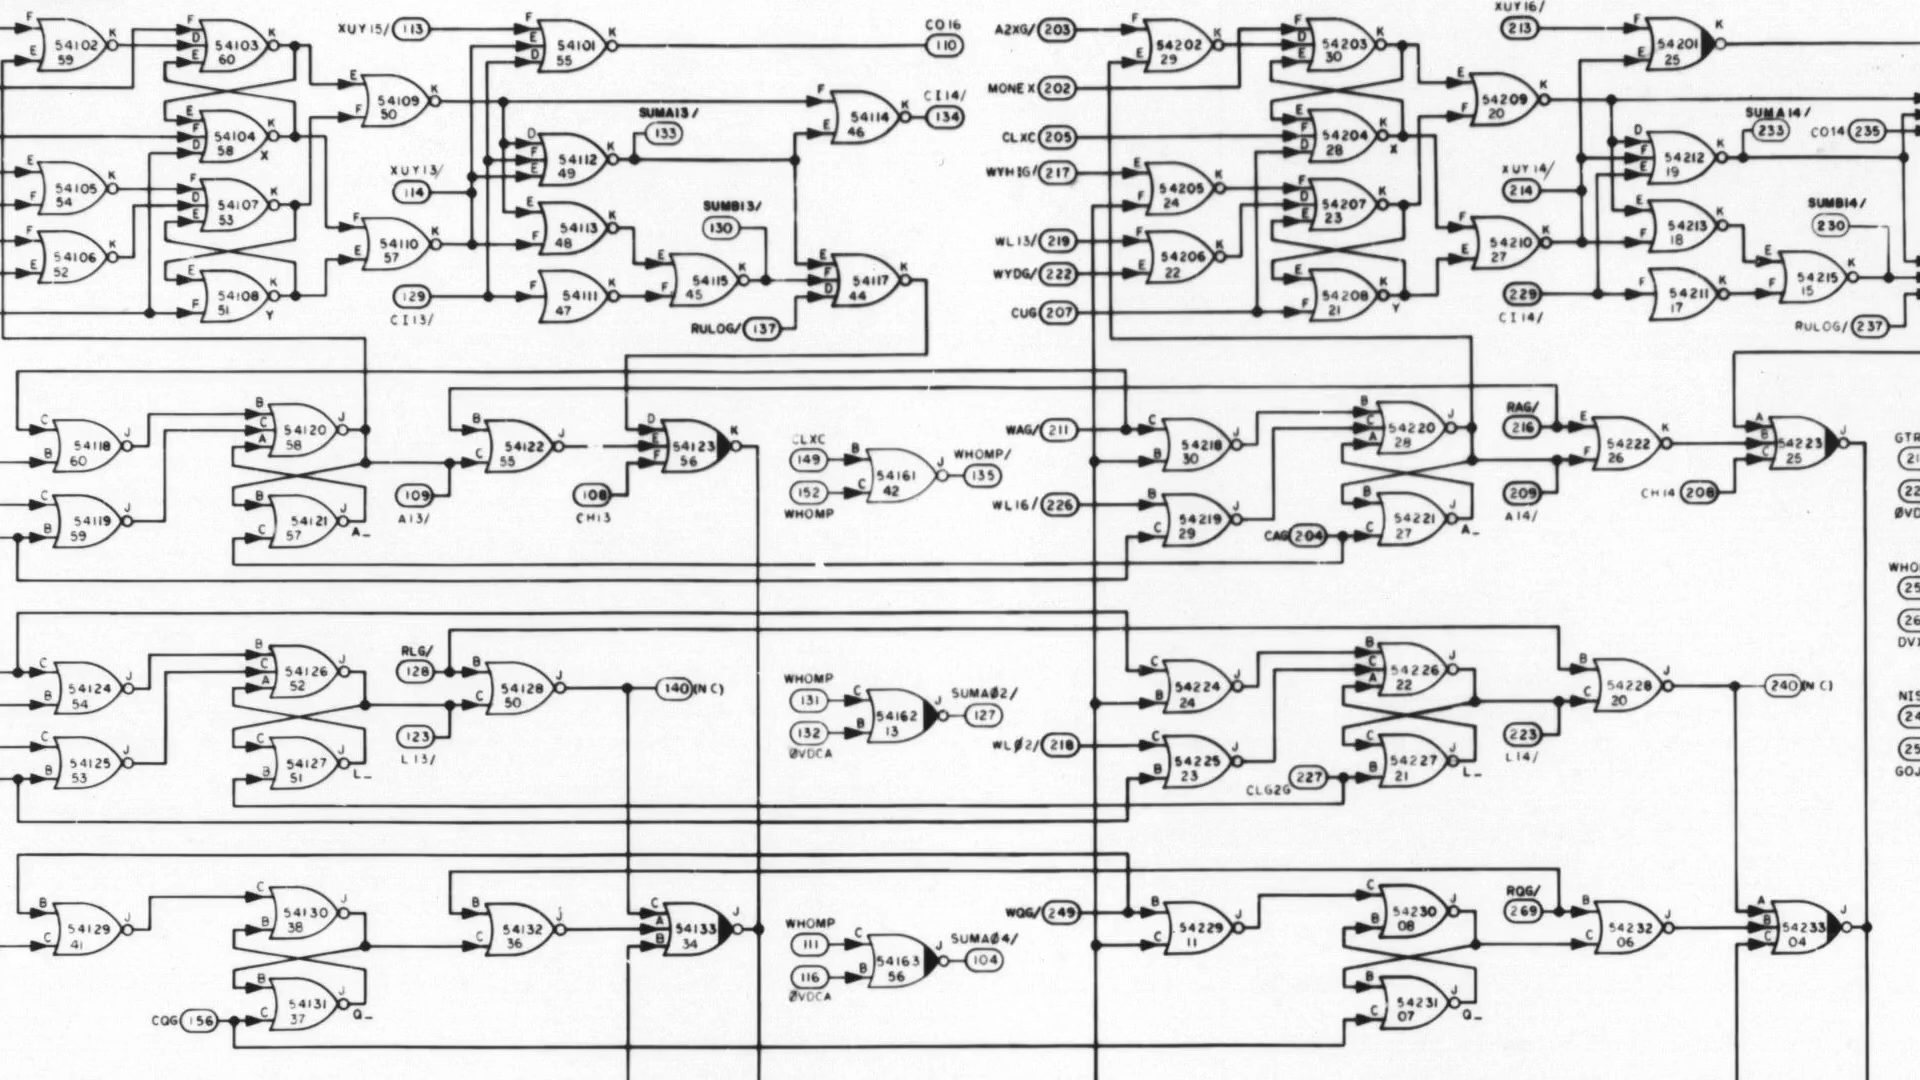 XUY15/ 113
54102 59
54103 60
54101 55
CO16 110
A2XG/ 203
54202 29
54203 30
XUY16/ 213
54201 25
54109 50
54114 46
CI14/ 134
MONEX 202
54209 20
54104 58 X
SUMA13/ 133
54112 49
CLXC 205
54204 28 X
SUMA14/ 233
CO14 235
54212 19
54105 54
XUY13/ 114
54107 53
WYHIG/ 217
54205 24
54207 23
XUY14/ 214
54106 52
54110 57
54113 48
SUMB13/ 130
WL13/ 219
54206 22
WYDG/ 222
54210 27
54213 18
SUMB14/ 230
54108 51 Y
129 CI13/
54111 47
54115 45
54117 44
RULOG/ 137
CUG 207
54208 21 Y
229 CI14/
54211 17
54215 15
RULOG/ 237
54118 60
54120 58
54122 55
54123 56
CLXC 149
54161 42
WHOMP/ 135
152 WHOMP
WAG/ 211
54218 30
54220 28
RAG/ 216
54222 26
54223 25
GTR
54119 59
54121 57 A_
109 A13/
108 CH13
WL16/ 226
54219 29
CAG 204
54221 27 A_
209 A14/
CH14 208
54124 54
54126 52
RLG/ 128
54128 50
140 (NC)
WHOMP 131
54162 13
SUMAØ2/ 127
132 ØVDCA
54224 24
54226 22
54228 20
240 (NC)
54125 53
54127 51 L_
123 L13/
WLØ2/ 218
54225 23
CLG2G 227
54227 21 L_
223 L14/
54129 41
54130 38
54132 36
54133 34
WHOMP 111
54163 56
SUMAØ4/ 104
116 ØVDCA
WQG/ 249
54229 11
54230 08
RQG/ 269
54232 06
54233 04
CQG 156
54131 37 Q_
54231 07 Q_